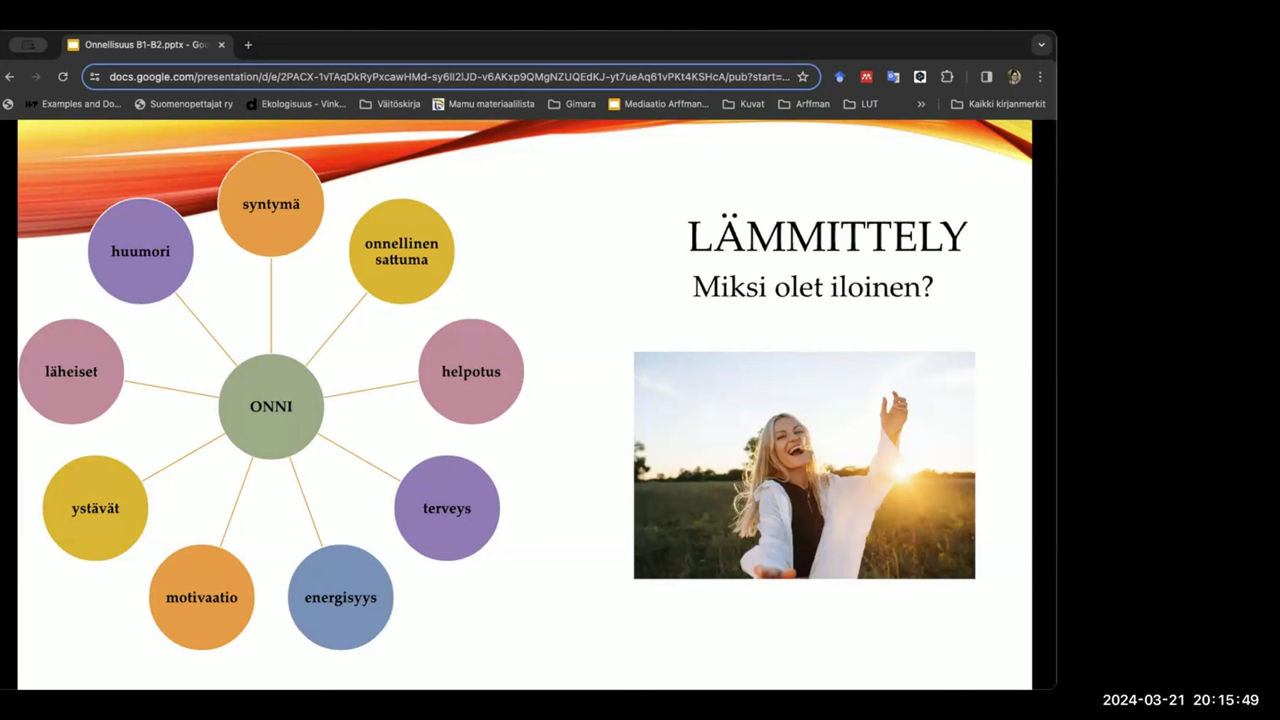 Onnellisuus B1-B2.pptx - Goo
docs.google.com/presentation/d/e/2PACX-1vTAqDkRyPxcawHMd-sy6lI2lJD-v6AKxp9QMgNZUQEdKJ-yt7ueAq61vPKt4KSHcA/pub?start=...
Examples and Do...
Suomenopettajat ry
Ekologisuus - Vink...
Väitöskirja
Mamu materiaalilista
Gimara
Mediaatio Arffman...
Kuvat
Arffman
LUT
»
Kaikki kirjanmerkit
syntymä
huumori
onnellinen
sattuma
läheiset
helpotus
ONNI
ystävät
terveys
motivaatio
energisyys
LÄMMITTELY
Miksi olet iloinen?
2024-03-21 20:15:49